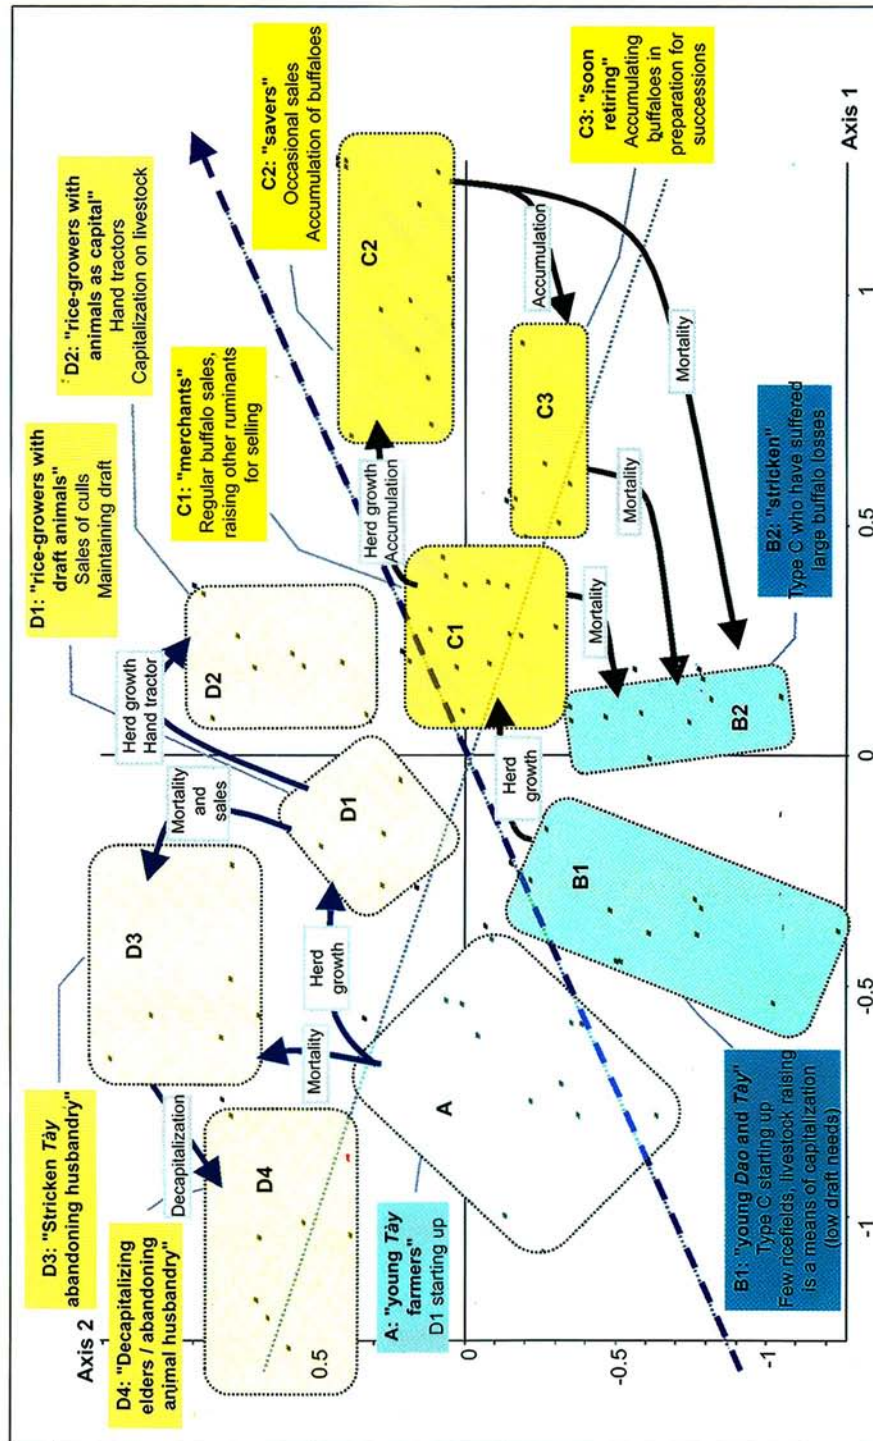 Axis 2
D4: "Decapitalizing
elders / abandoning
animal husbandry"
D3: "Stricken Tày
abandoning husbandry"
D1: "rice-growers with
draft animals"
Sales of culls
Maintaining draft
D2: "rice-growers with
animals as capital"
Hand tractors
Capitalization on livestock
C1: "merchants"
Regular buffalo sales,
raising other ruminants
for selling
C2: "savers"
Occasional sales
Accumulation of buffaloes
D3
Mortality
and
sales
Herd growth
Hand tractor
D2
Decapitalization
D4
Mortality
Herd
growth
D1
Herd growth
Accumulation
C2
0.5
A: "young Tày
farmers"
D1 starting up
A
Herd
growth
C1
C3
Accumulation
0
B1
Mortality
Mortality
Mortality
C3: "soon
retiring"
Accumulating
buffaloes in
preparation for
successions
-0.5
B2
-1
B1: "young Dao and Tày"
Type C starting up
Few ricefields, livestock raising
is a means of capitalization
(low draft needs)
B2: "stricken"
Type C who have suffered
large buffalo losses
-1
-0.5
0
0.5
1
Axis 1